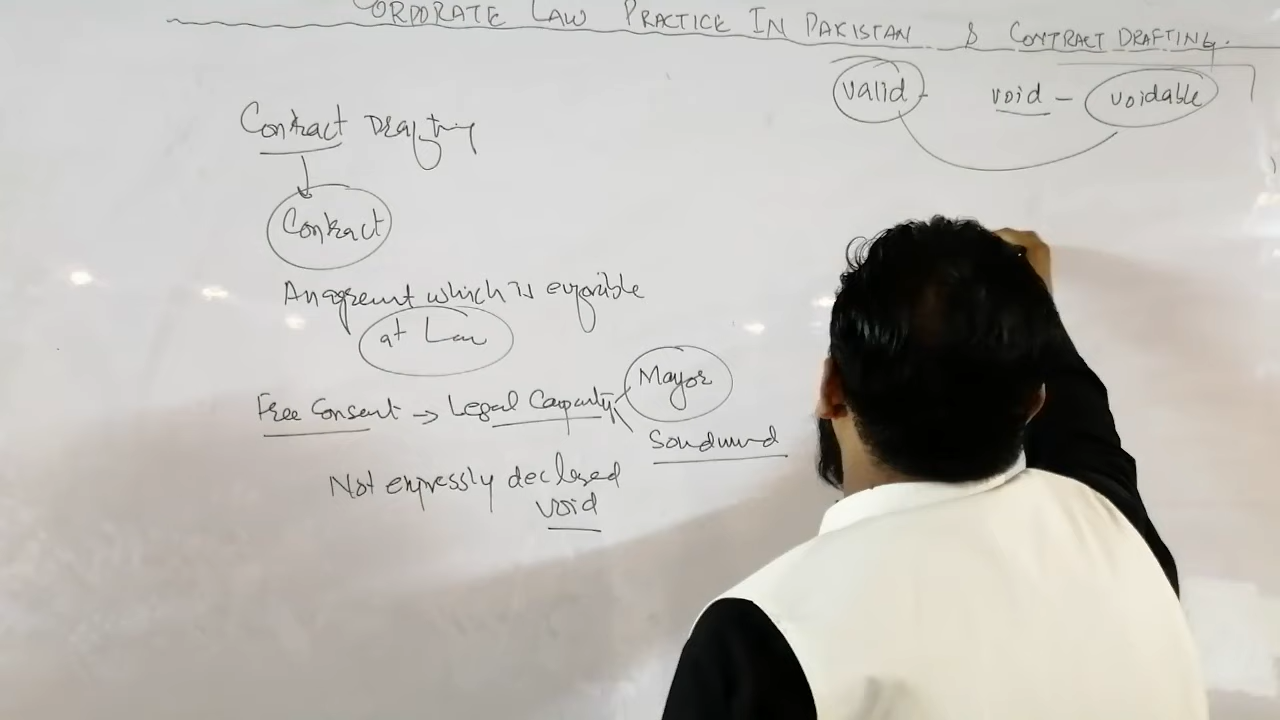 CORPORATE LAW PRACTICE IN PAKISTAN & CONTRACT DRAFTING.
valid - void - voidable
Contract Drafting
Contract
An agreemt which is enforcible
at Law
Free Consent → Legal Capacity
Mayor
Soundmind
Not expressly declared
void